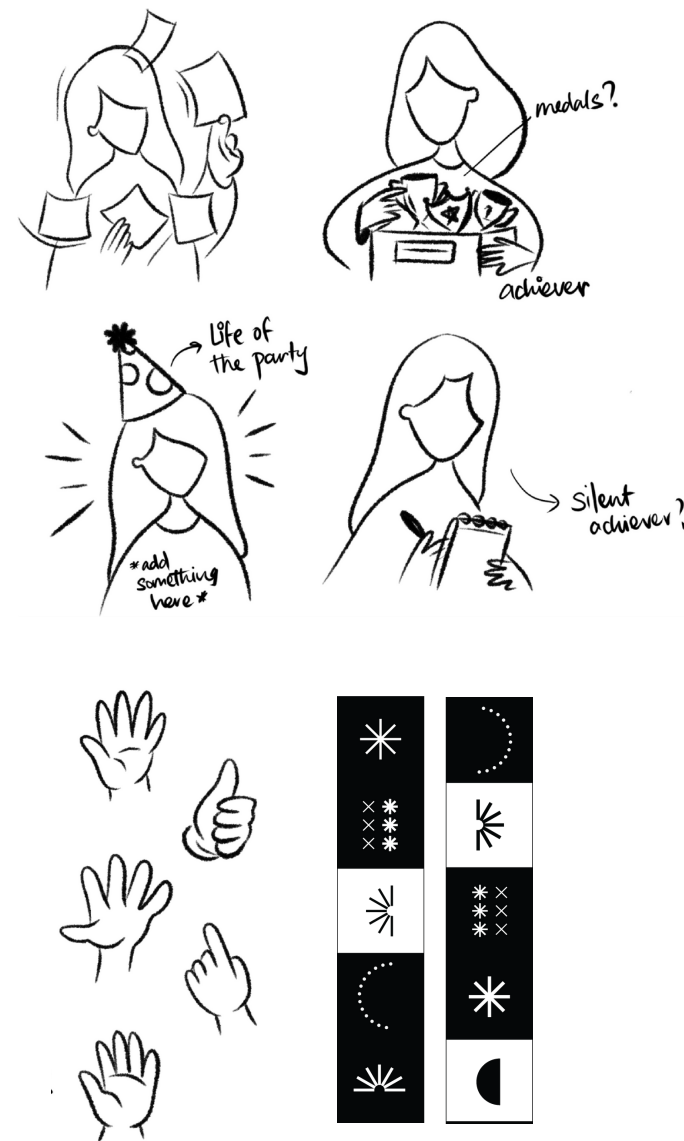 medals?
achiever
Life of
the party
*add
something
here*
silent
achiever?